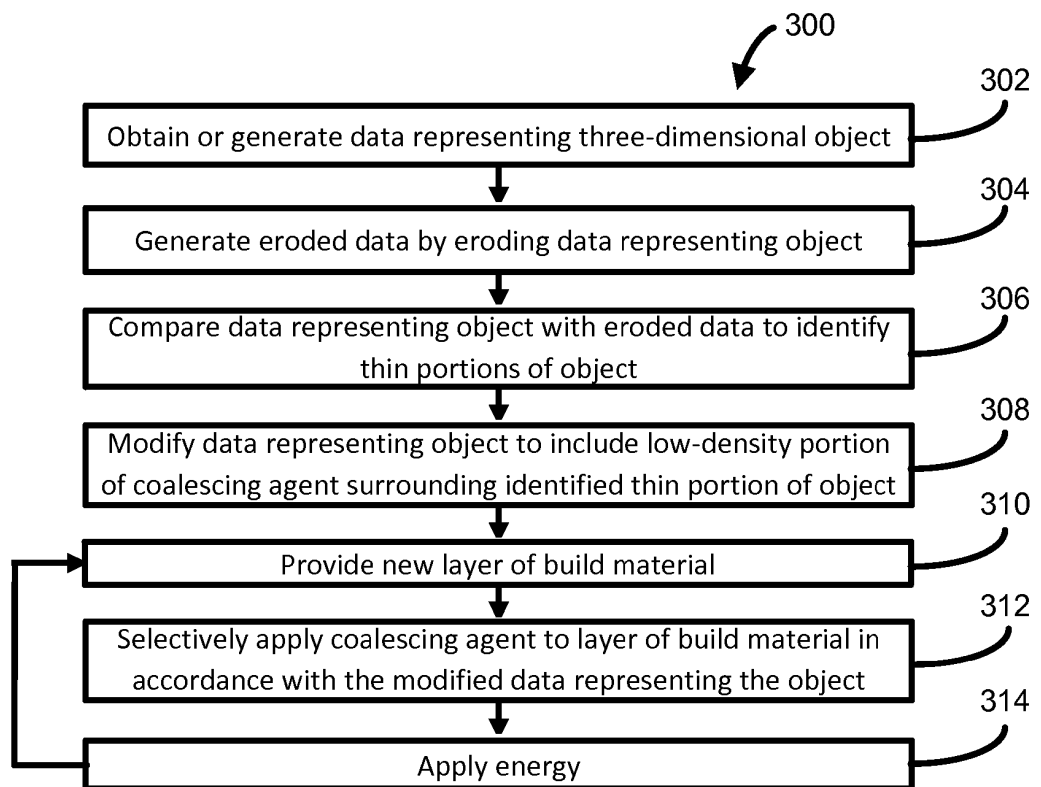 300
302
Obtain or generate data representing three-dimensional object
304
Generate eroded data by eroding data representing object
306
Compare data representing object with eroded data to identify
thin portions of object
308
Modify data representing object to include low-density portion
of coalescing agent surrounding identified thin portion of object
310
Provide new layer of build material
312
Selectively apply coalescing agent to layer of build material in
accordance with the modified data representing the object
314
Apply energy